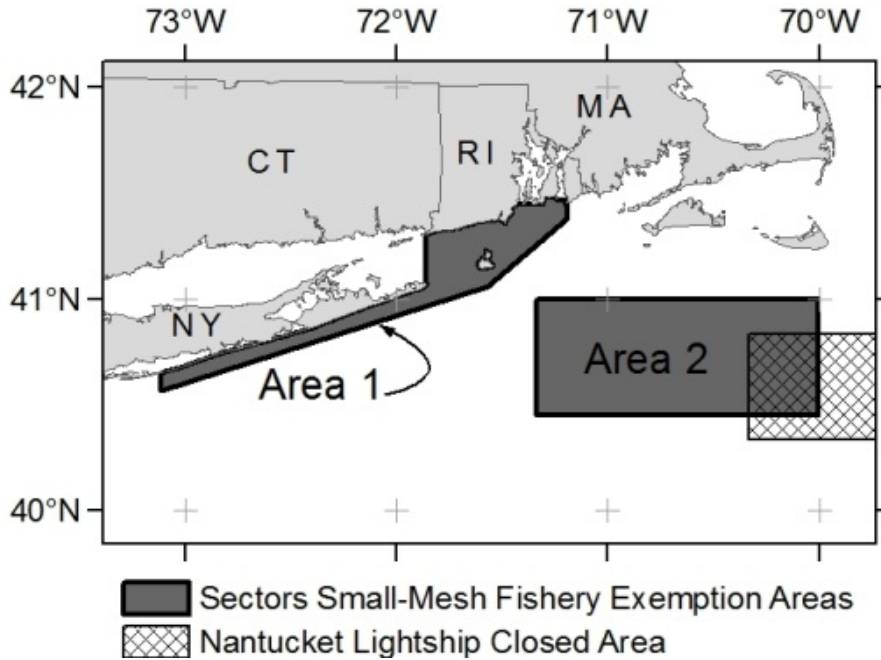 73°W 72°W 71°W 70°W
42°N
MA
RI
CT
41°N
NY
Area 2
Area 1
40°N
Sectors Small-Mesh Fishery Exemption Areas
Nantucket Lightship Closed Area